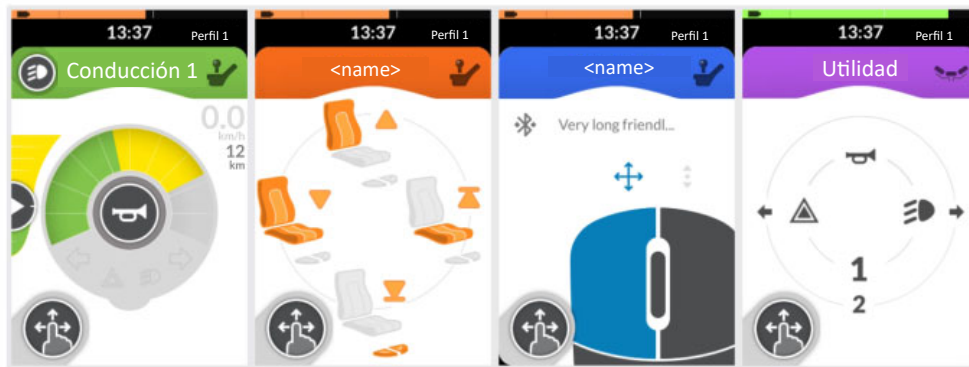 13:37 Perfil 1
Conducción 1
0.0
km/h
12
km
13:37 Perfil 1
<name>
13:37 Perfil 1
<name>
Very long friendl...
13:37 Perfil 1
Utilidad
1
2